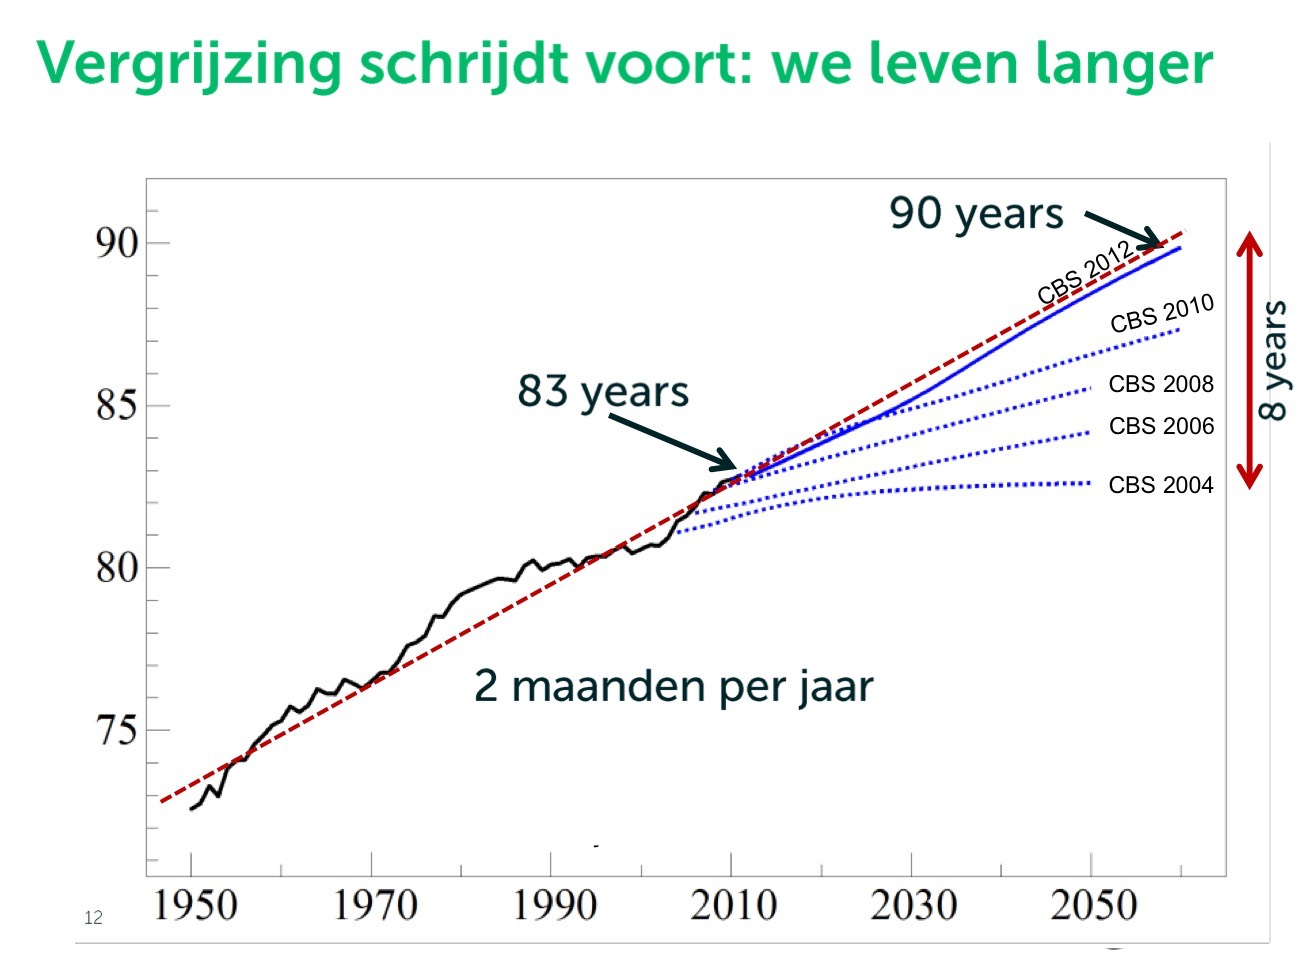 Vergrijzing schrijdt voort: we leven langer
90 years
90
CBS 2012
CBS 2010
8 years
83 years
85
CBS 2008
CBS 2006
CBS 2004
80
2 maanden per jaar
75
12
1950
1970
1990
2010
2030
2050